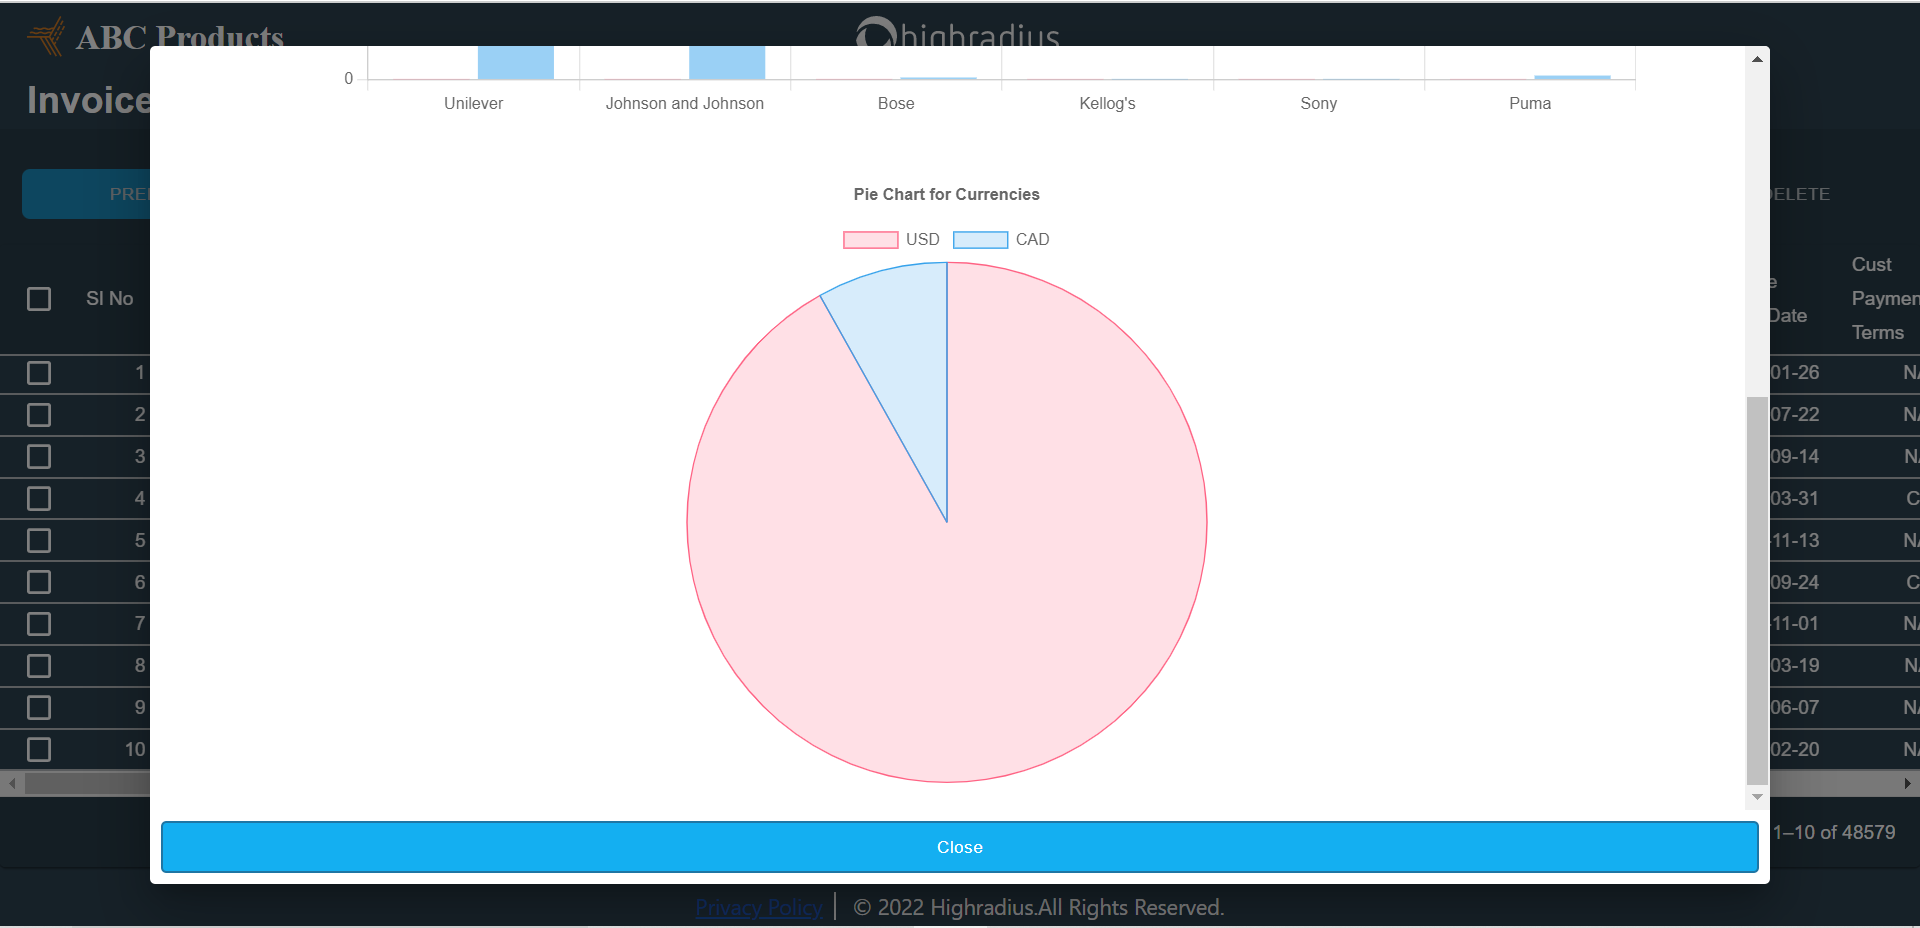 ABC Products
highradius
Invoice
0
Unilever Johnson and Johnson Bose Kellog's Sony Puma
Pie Chart for Currencies
USD CAD
PRE
DELETE
Sl No
e
Date
Cust
Paymen
Terms
1 01-26 N
2 07-22 N
3 09-14 N
4 03-31 C
5 -11-13 N
6 09-24 C
7 -11-01 N
8 03-19 N
9 06-07 N
10 02-20 N
1–10 of 48579
Close
Privacy Policy | © 2022 Highradius.All Rights Reserved.